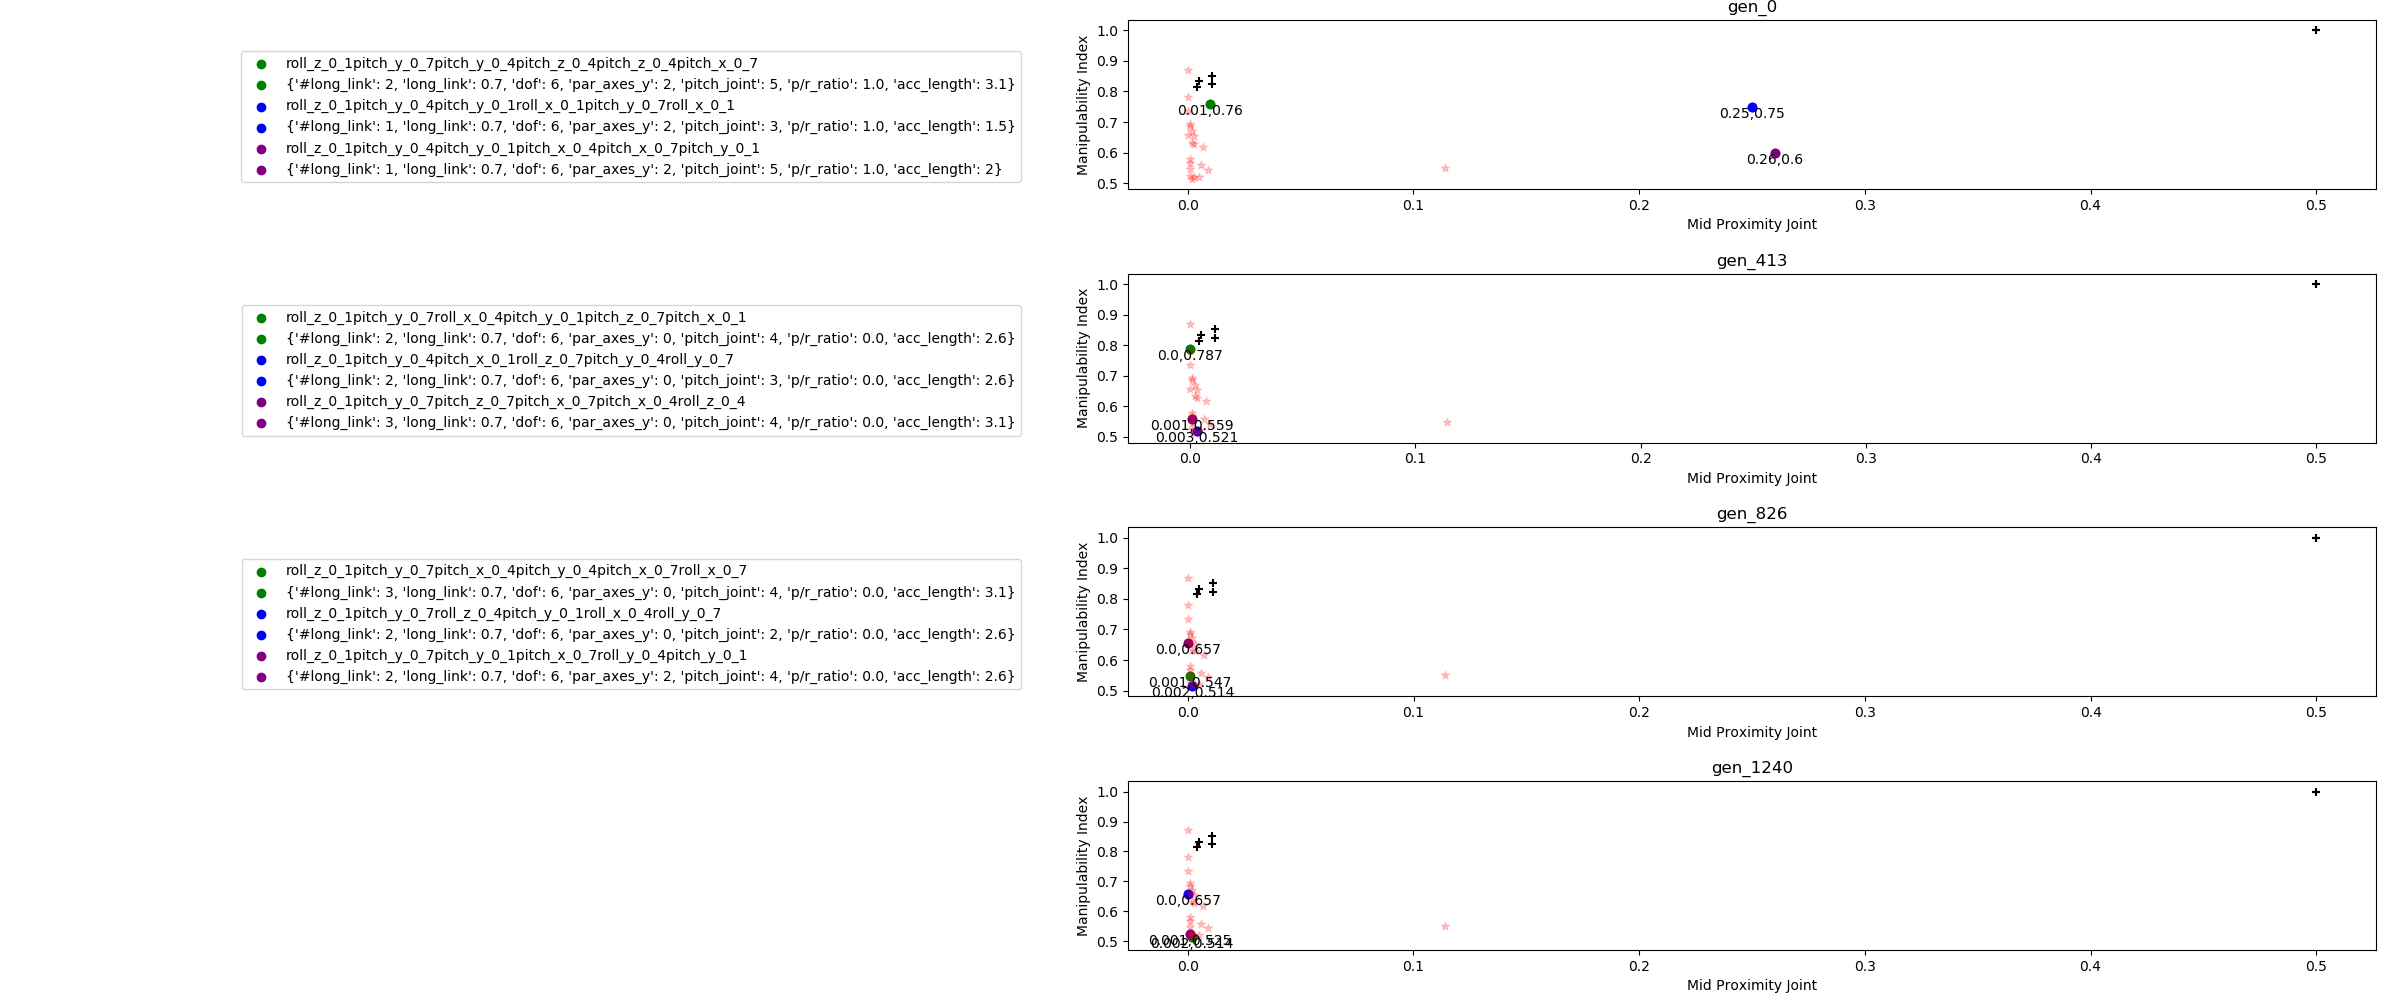 gen_0
roll_z_0_1pitch_y_0_7pitch_y_0_4pitch_z_0_4pitch_z_0_4pitch_x_0_7
{'#long_link': 2, 'long_link': 0.7, 'dof': 6, 'par_axes_y': 2, 'pitch_joint': 5, 'p/r_ratio': 1.0, 'acc_length': 3.1}
roll_z_0_1pitch_y_0_4pitch_y_0_1roll_x_0_1pitch_y_0_7roll_x_0_1
{'#long_link': 1, 'long_link': 0.7, 'dof': 6, 'par_axes_y': 2, 'pitch_joint': 3, 'p/r_ratio': 1.0, 'acc_length': 1.5}
roll_z_0_1pitch_y_0_4pitch_y_0_1pitch_x_0_4pitch_x_0_7pitch_y_0_1
{'#long_link': 1, 'long_link': 0.7, 'dof': 6, 'par_axes_y': 2, 'pitch_joint': 5, 'p/r_ratio': 1.0, 'acc_length': 2}
Manipulability Index
1.0
0.9
0.8
0.7
0.6
0.5
0.01,0.76
0.25,0.75
0.26,0.6
0.0 0.1 0.2 0.3 0.4 0.5
Mid Proximity Joint
gen_413
roll_z_0_1pitch_y_0_7roll_x_0_4pitch_y_0_1pitch_z_0_7pitch_x_0_1
{'#long_link': 2, 'long_link': 0.7, 'dof': 6, 'par_axes_y': 0, 'pitch_joint': 4, 'p/r_ratio': 0.0, 'acc_length': 2.6}
roll_z_0_1pitch_y_0_4pitch_x_0_1roll_z_0_7pitch_y_0_4roll_y_0_7
{'#long_link': 2, 'long_link': 0.7, 'dof': 6, 'par_axes_y': 0, 'pitch_joint': 3, 'p/r_ratio': 0.0, 'acc_length': 2.6}
roll_z_0_1pitch_y_0_7pitch_z_0_7pitch_x_0_7pitch_x_0_4roll_z_0_4
{'#long_link': 3, 'long_link': 0.7, 'dof': 6, 'par_axes_y': 0, 'pitch_joint': 4, 'p/r_ratio': 0.0, 'acc_length': 3.1}
Manipulability Index
1.0
0.9
0.8
0.7
0.6
0.5
0.0,0.787
0.001,0.559
0.003,0.521
0.0 0.1 0.2 0.3 0.4 0.5
Mid Proximity Joint
gen_826
roll_z_0_1pitch_y_0_7pitch_x_0_4pitch_y_0_4pitch_x_0_7roll_x_0_7
{'#long_link': 3, 'long_link': 0.7, 'dof': 6, 'par_axes_y': 0, 'pitch_joint': 4, 'p/r_ratio': 0.0, 'acc_length': 3.1}
roll_z_0_1pitch_y_0_7roll_z_0_4pitch_y_0_1roll_x_0_4roll_y_0_7
{'#long_link': 2, 'long_link': 0.7, 'dof': 6, 'par_axes_y': 0, 'pitch_joint': 2, 'p/r_ratio': 0.0, 'acc_length': 2.6}
roll_z_0_1pitch_y_0_7pitch_y_0_1pitch_x_0_7roll_y_0_4pitch_y_0_1
{'#long_link': 2, 'long_link': 0.7, 'dof': 6, 'par_axes_y': 2, 'pitch_joint': 4, 'p/r_ratio': 0.0, 'acc_length': 2.6}
Manipulability Index
1.0
0.9
0.8
0.7
0.6
0.5
0.0,0.657
0.001,0.547
0.002,0.514
0.0 0.1 0.2 0.3 0.4 0.5
Mid Proximity Joint
gen_1240
Manipulability Index
1.0
0.9
0.8
0.7
0.6
0.5
0.0,0.657
0.001,0.525
0.002,0.514
0.0 0.1 0.2 0.3 0.4 0.5
Mid Proximity Joint